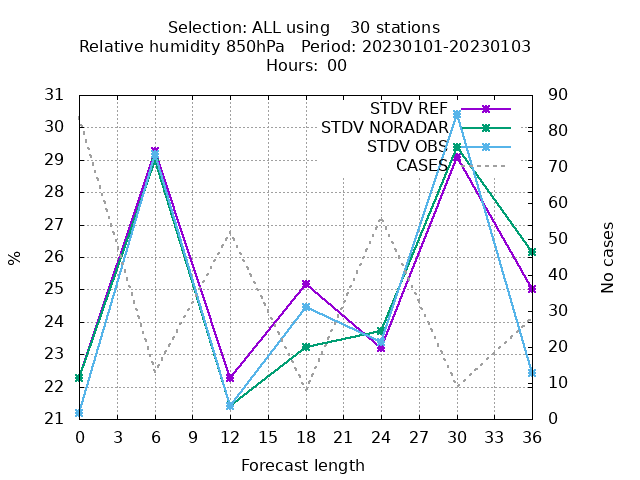 Selection: ALL using    30 stations
Relative humidity 850hPa   Period: 20230101-20230103
Hours:  00
31
30
29
28
27
26
25
24
23
22
21
%
90
80
70
60
50
40
30
20
10
0
No cases
STDV REF
STDV NORADAR
STDV OBS
CASES
0 3 6 9 12 15 18 21 24 27 30 33 36
Forecast length